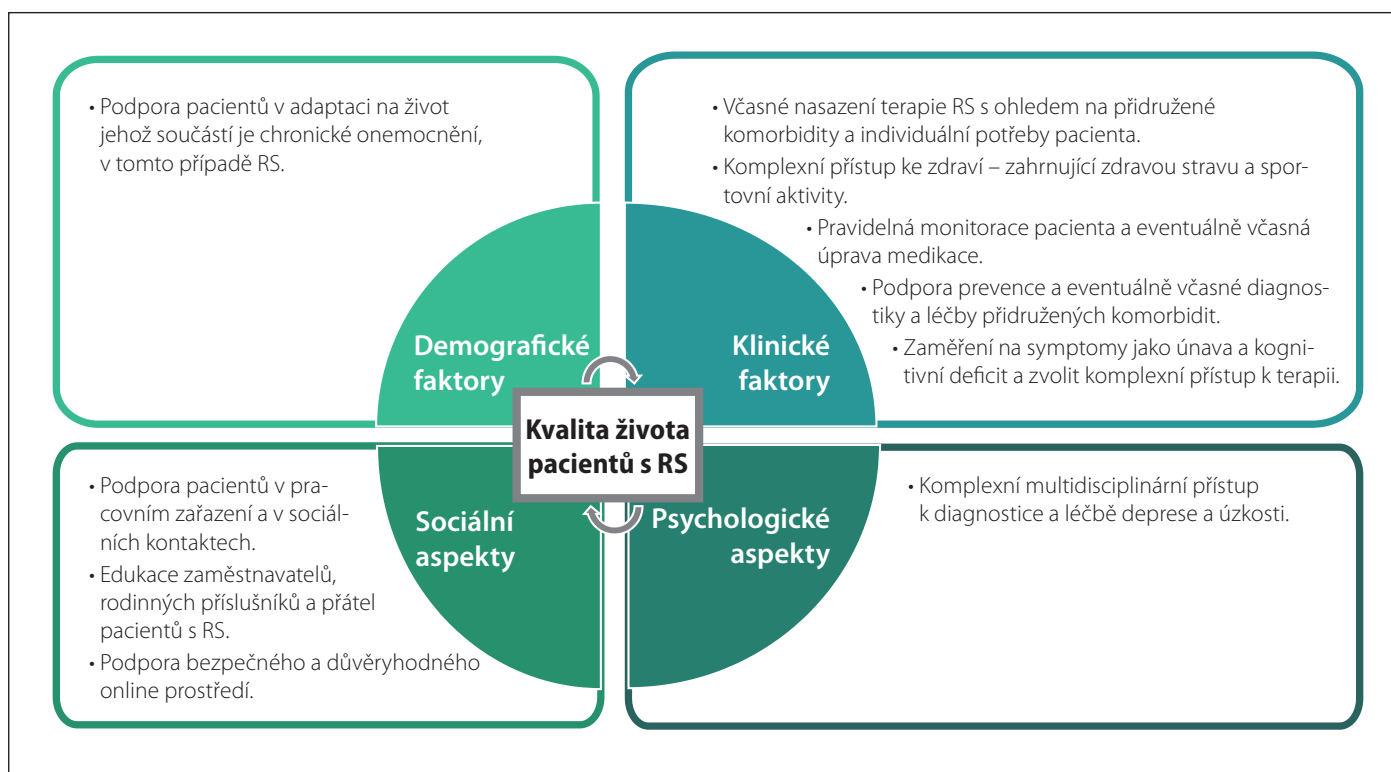 • Podpora pacientů v adaptaci na život
jehož součástí je chronické onemocnění,
v tomto případě RS.
• Včasné nasazení terapie RS s ohledem na přidružené
komorbidity a individuální potřeby pacienta.
• Komplexní přístup ke zdraví – zahrnující zdravou stravu a spor-
tovní aktivity.
• Pravidelná monitorace pacienta a eventuálně včasná
úprava medikace.
• Podpora prevence a eventuálně včasné diagnos-
tiky a léčby přidružených komorbidit.
• Zaměření na symptomy jako únava a kogni-
tivní deficit a zvolit komplexní přístup k terapii.
Demografické
faktory
Klinické
faktory
Kvalita života
pacientů s RS
Sociální
aspekty
Psychologické
aspekty
• Podpora pacientů v pra-
covním zařazení a v sociál-
ních kontaktech.
• Edukace zaměstnavatelů,
rodinných příslušníků a přátel
pacientů s RS.
• Podpora bezpečného a důvěryhodného
online prostředí.
• Komplexní multidisciplinární přístup
k diagnostice a léčbě deprese a úzkosti.